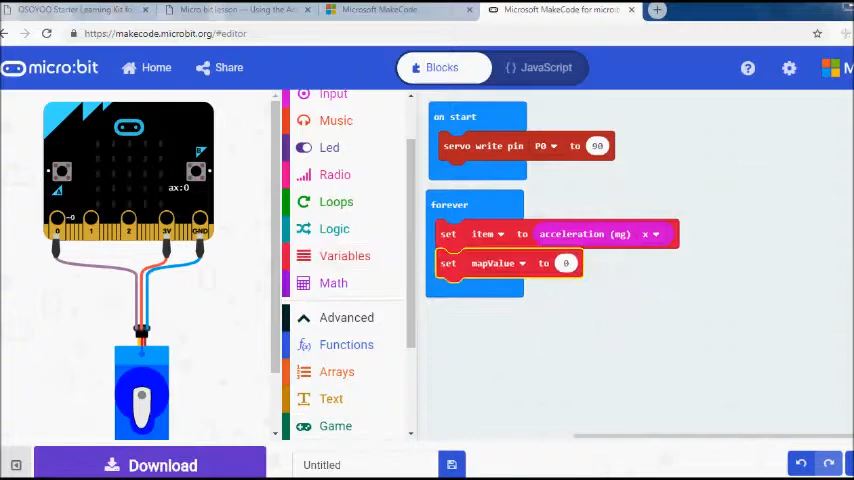 QSOYOO Starter Learning Kit fo
Micro bit lesson — Using the Ac
Microsoft MakeCode
Microsoft MakeCode for micro:
https://makecode.microbit.org/#editor
micro:bit
Home
Share
Blocks
{} JavaScript
?
M
B
A
ax:0
~0
0
1
2
3V
GND
Input
Music
Led
Radio
Loops
Logic
Variables
Math
Advanced
Functions
Arrays
Text
Game
on start
servo write pin P0 to 90
forever
set item to acceleration (mg) x
set mapValue to 0
Download
Untitled